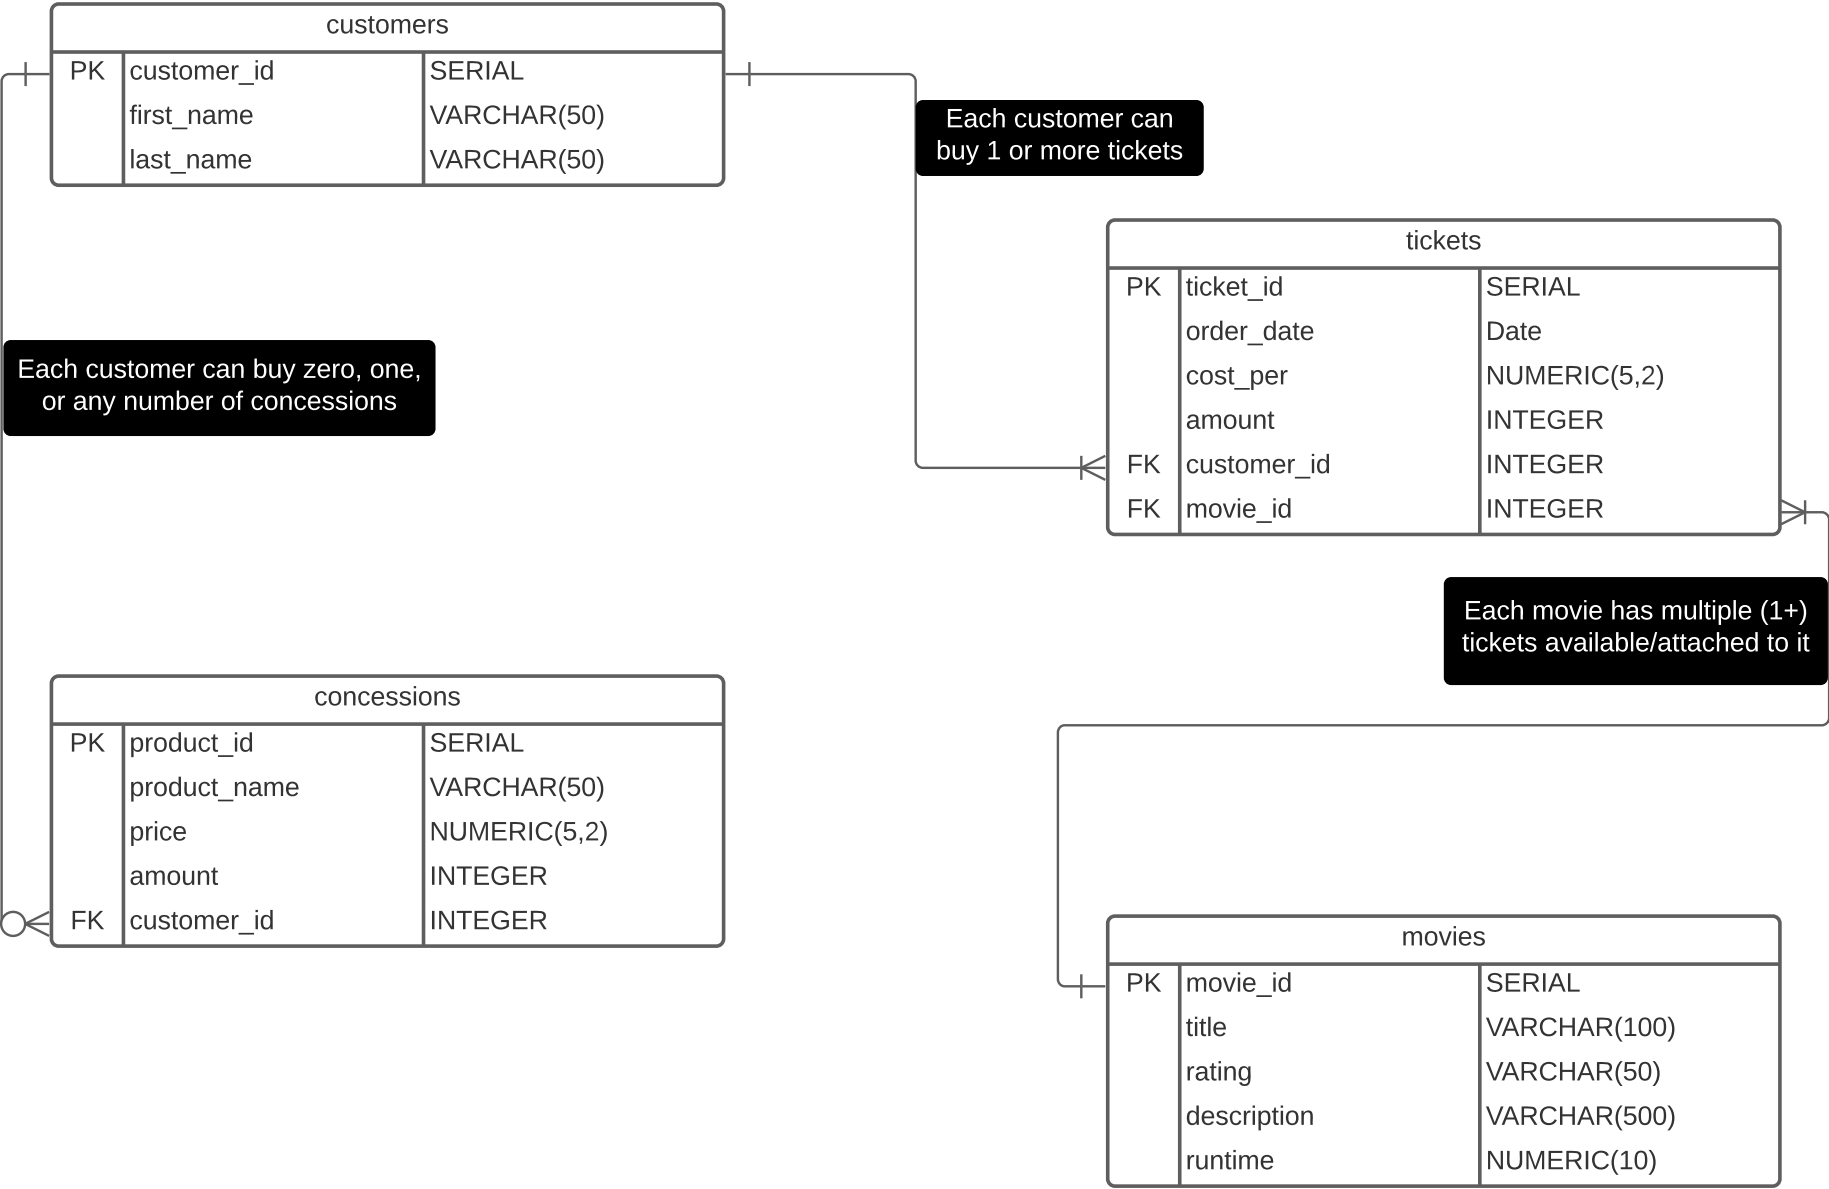 customers
PK customer_id SERIAL
first_name VARCHAR(50)
last_name VARCHAR(50)
Each customer can
buy 1 or more tickets
tickets
PK ticket_id SERIAL
order_date Date
cost_per NUMERIC(5,2)
amount INTEGER
FK customer_id INTEGER
FK movie_id INTEGER
Each customer can buy zero, one,
or any number of concessions
Each movie has multiple (1+)
tickets available/attached to it
concessions
PK product_id SERIAL
product_name VARCHAR(50)
price NUMERIC(5,2)
amount INTEGER
FK customer_id INTEGER
movies
PK movie_id SERIAL
title VARCHAR(100)
rating VARCHAR(50)
description VARCHAR(500)
runtime NUMERIC(10)